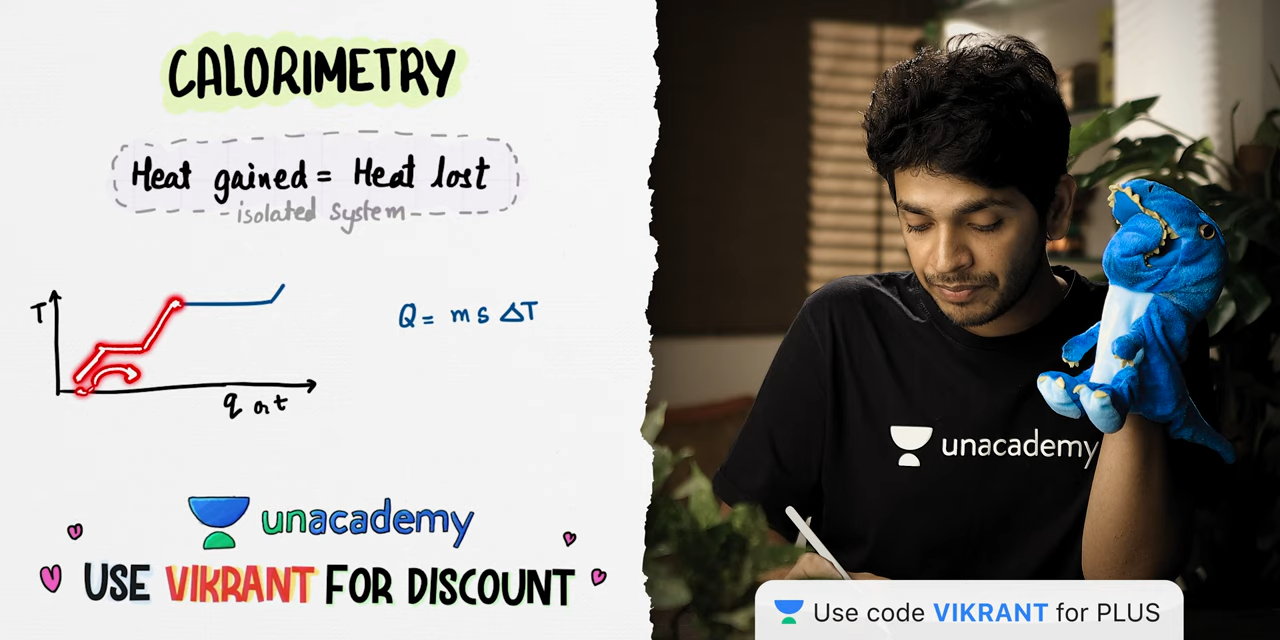 CALORIMETRY
Heat gained = Heat lost
isolated system
T
q or t
Q = m s ΔT
unacademy
USE VIKRANT FOR DISCOUNT
unacademy
Use code VIKRANT for PLUS